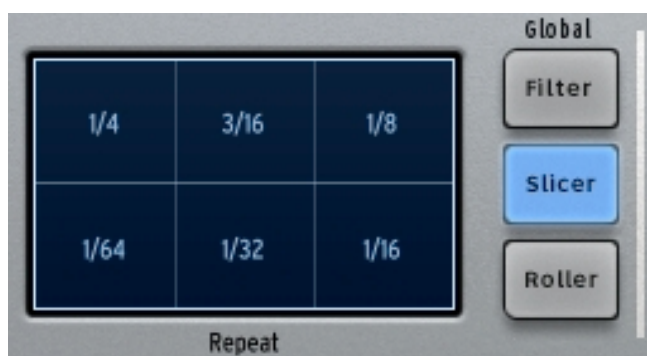 Global
Filter
1/4 3/16 1/8
Slicer
1/64 1/32 1/16
Roller
Repeat